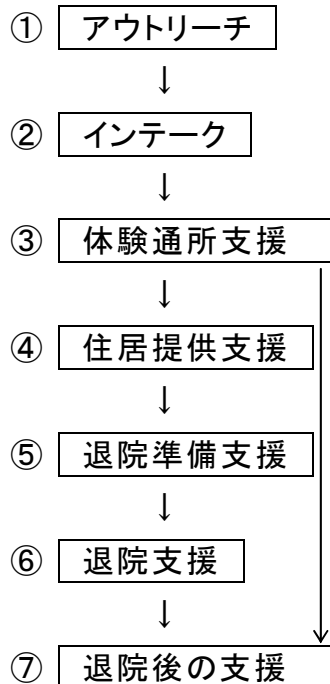 ① アウトリーチ
↓
② インテーク
↓
③ 体験通所支援
↓
④ 住居提供支援
↓
⑤ 退院準備支援
↓
⑥ 退院支援
↓
⑦ 退院後の支援